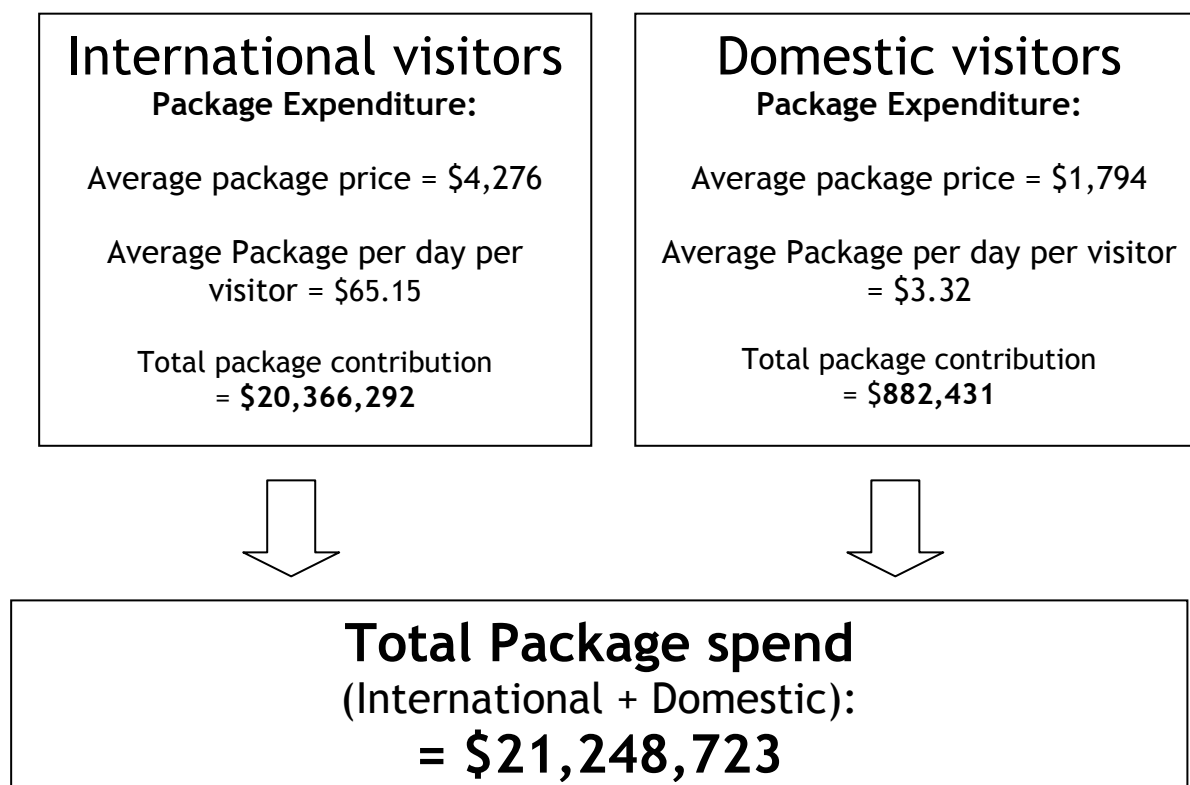 International visitors
Package Expenditure:
Average package price = $4,276
Average Package per day per
visitor = $65.15
Total package contribution
= $20,366,292
Domestic visitors
Package Expenditure:
Average package price = $1,794
Average Package per day per visitor
= $3.32
Total package contribution
= $882,431
Total Package spend
(International + Domestic):
= $21,248,723